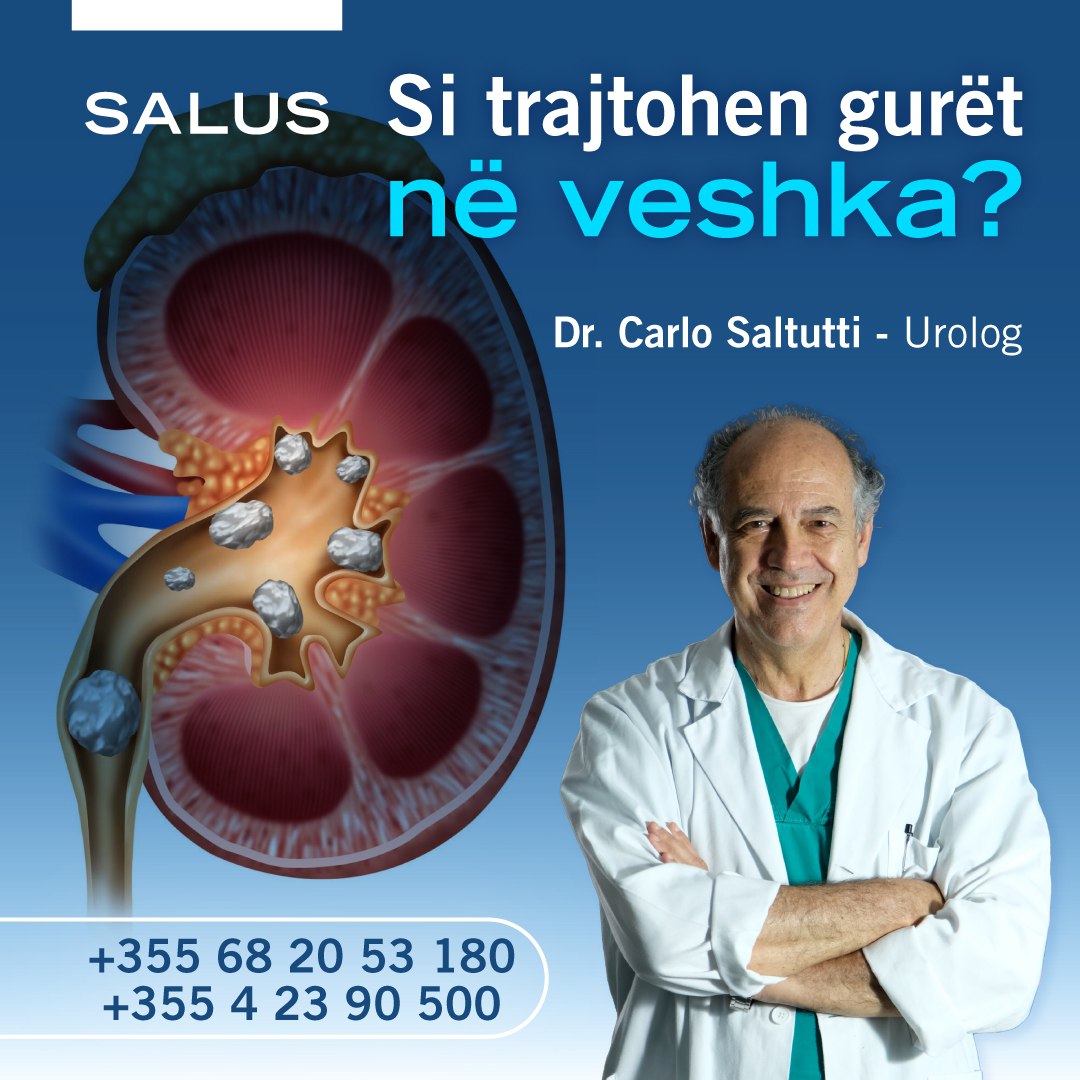 SALUS
Si trajtohen gurët
në veshka?
Dr. Carlo Saltutti - Urolog
+355 68 20 53 180
+355 4 23 90 500